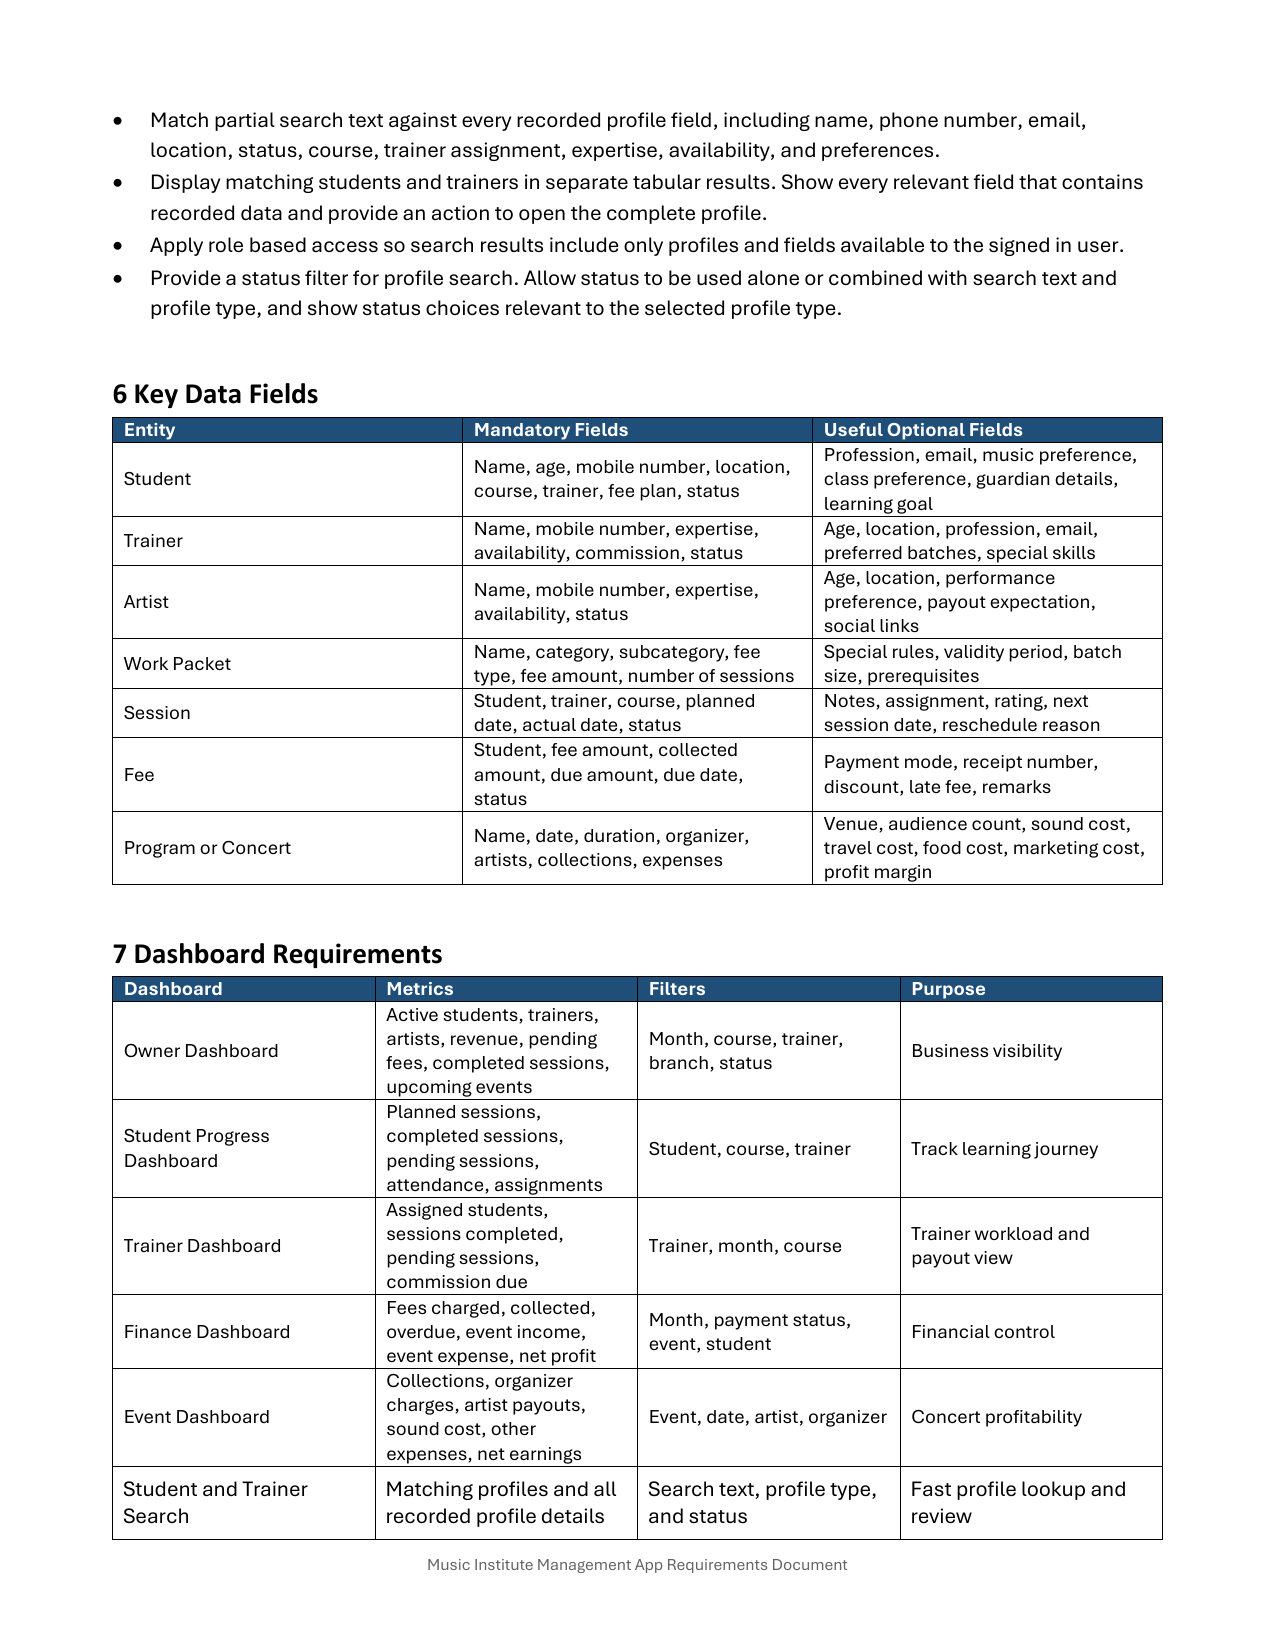 • Match partial search text against every recorded profile field, including name, phone number, email,
location, status, course, trainer assignment, expertise, availability, and preferences.
• Display matching students and trainers in separate tabular results. Show every relevant field that contains
recorded data and provide an action to open the complete profile.
• Apply role based access so search results include only profiles and fields available to the signed in user.
• Provide a status filter for profile search. Allow status to be used alone or combined with search text and
profile type, and show status choices relevant to the selected profile type.
6 Key Data Fields
Entity
Mandatory Fields
Useful Optional Fields
Student
Name, age, mobile number, location,
course, trainer, fee plan, status
Profession, email, music preference,
class preference, guardian details,
learning goal
Trainer
Name, mobile number, expertise,
availability, commission, status
Age, location, profession, email,
preferred batches, special skills
Artist
Name, mobile number, expertise,
availability, status
Age, location, performance
preference, payout expectation,
social links
Work Packet
Name, category, subcategory, fee
type, fee amount, number of sessions
Special rules, validity period, batch
size, prerequisites
Session
Student, trainer, course, planned
date, actual date, status
Notes, assignment, rating, next
session date, reschedule reason
Fee
Student, fee amount, collected
amount, due amount, due date,
status
Payment mode, receipt number,
discount, late fee, remarks
Program or Concert
Name, date, duration, organizer,
artists, collections, expenses
Venue, audience count, sound cost,
travel cost, food cost, marketing cost,
profit margin
7 Dashboard Requirements
Dashboard
Metrics
Filters
Purpose
Owner Dashboard
Active students, trainers,
artists, revenue, pending
fees, completed sessions,
upcoming events
Month, course, trainer,
branch, status
Business visibility
Student Progress
Dashboard
Planned sessions,
completed sessions,
pending sessions,
attendance, assignments
Student, course, trainer
Track learning journey
Trainer Dashboard
Assigned students,
sessions completed,
pending sessions,
commission due
Trainer, month, course
Trainer workload and
payout view
Finance Dashboard
Fees charged, collected,
overdue, event income,
event expense, net profit
Month, payment status,
event, student
Financial control
Event Dashboard
Collections, organizer
charges, artist payouts,
sound cost, other
expenses, net earnings
Event, date, artist, organizer
Concert profitability
Student and Trainer
Search
Matching profiles and all
recorded profile details
Search text, profile type,
and status
Fast profile lookup and
review
Music Institute Management App Requirements Document